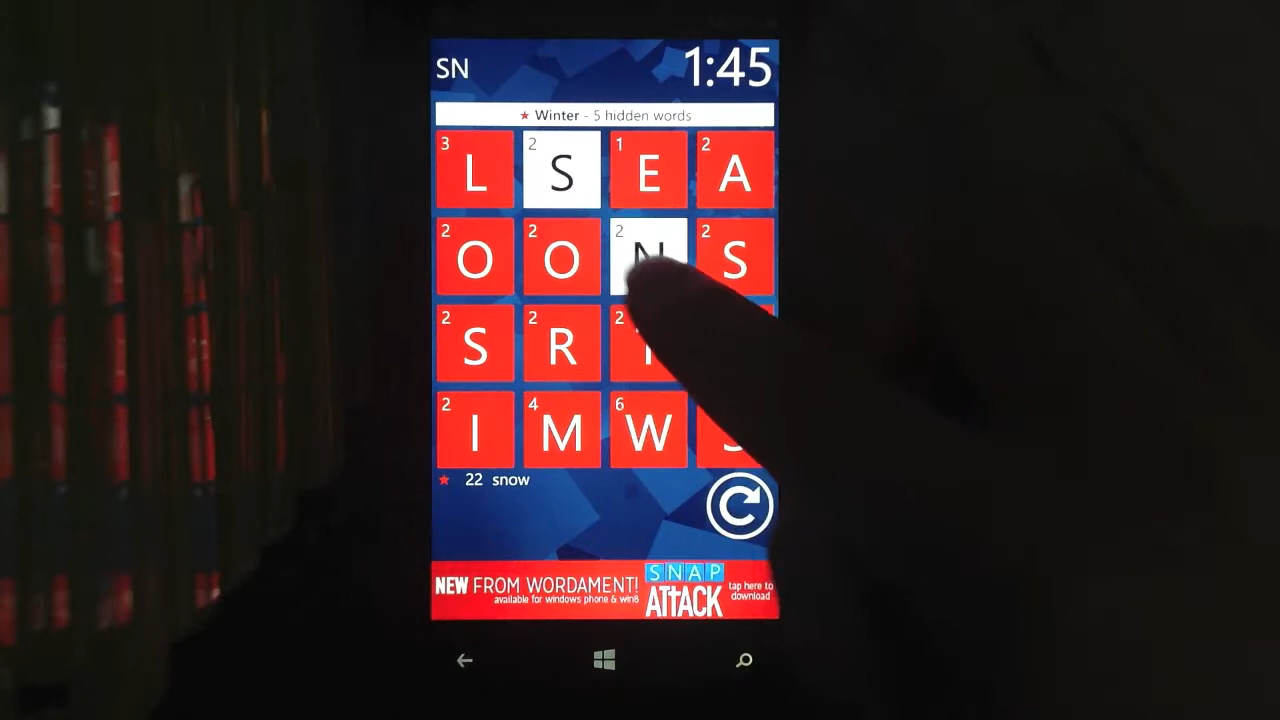 SN 1:45
★ Winter - 5 hidden words
3 L 2 S 1 E 2 A
2 O 2 O 2 N 2 S
2 S 2 R 2
2 I 4 M 6 W
★ 22 snow
NEW FROM WORDAMENT!
available for windows phone & win8
SNAP
ATTACK
tap here to
download